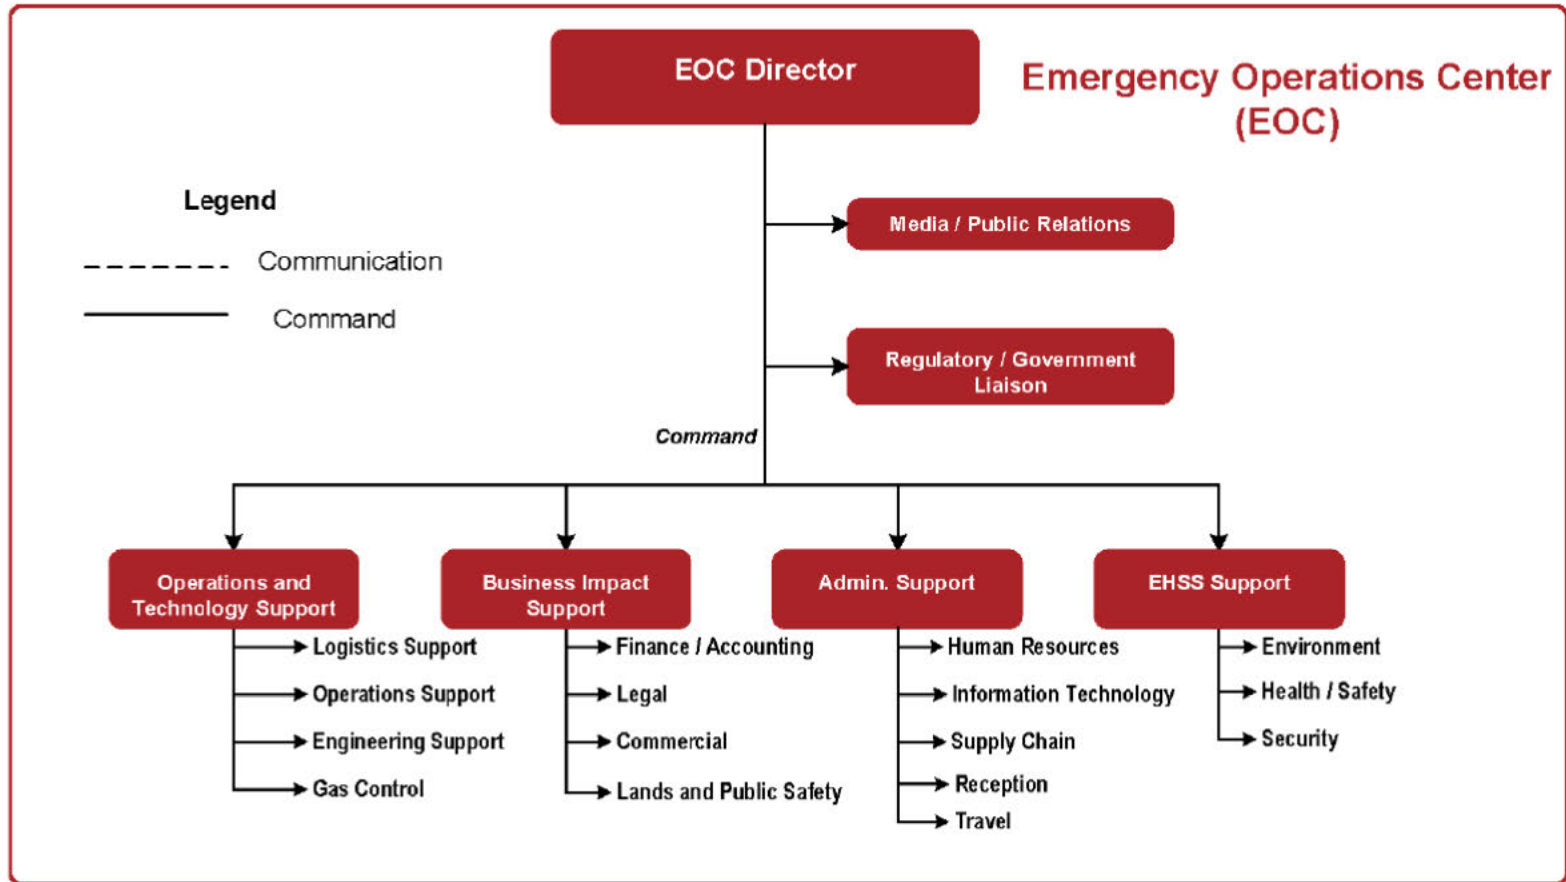 EOC Director
Emergency Operations Center
(EOC)
Legend
Communication
Command
Media / Public Relations
Regulatory / Government
Liaison
Command
Operations and
Technology Support
Business Impact
Support
Admin. Support
EHSS Support
Logistics Support
Operations Support
Engineering Support
Gas Control
Finance / Accounting
Legal
Commercial
Lands and Public Safety
Human Resources
Information Technology
Supply Chain
Reception
Travel
Environment
Health / Safety
Security